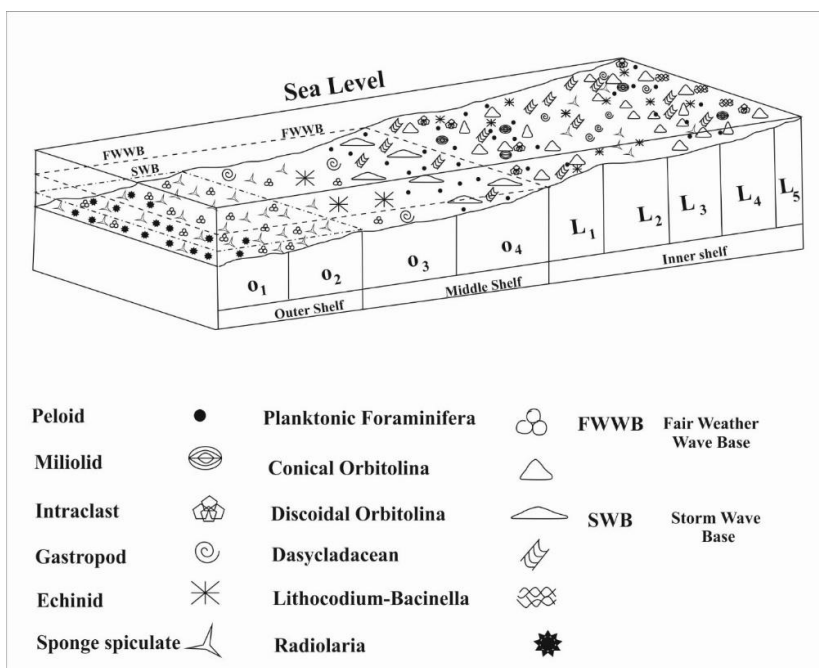 Sea Level
FWWB
FWWB
SWB
O1 O2 O3 O4 L1 L2 L3 L4 L5
Outer Shelf Middle Shelf Inner shelf
Peloid Planktonic Foraminifera FWWB Fair Weather
Wave Base
Miliolid Conical Orbitolina
Intraclast Discoidal Orbitolina SWB Storm Wave
Base
Gastropod Dasycladacean
Echinid Lithocodium-Bacinella
Sponge spiculate Radiolaria